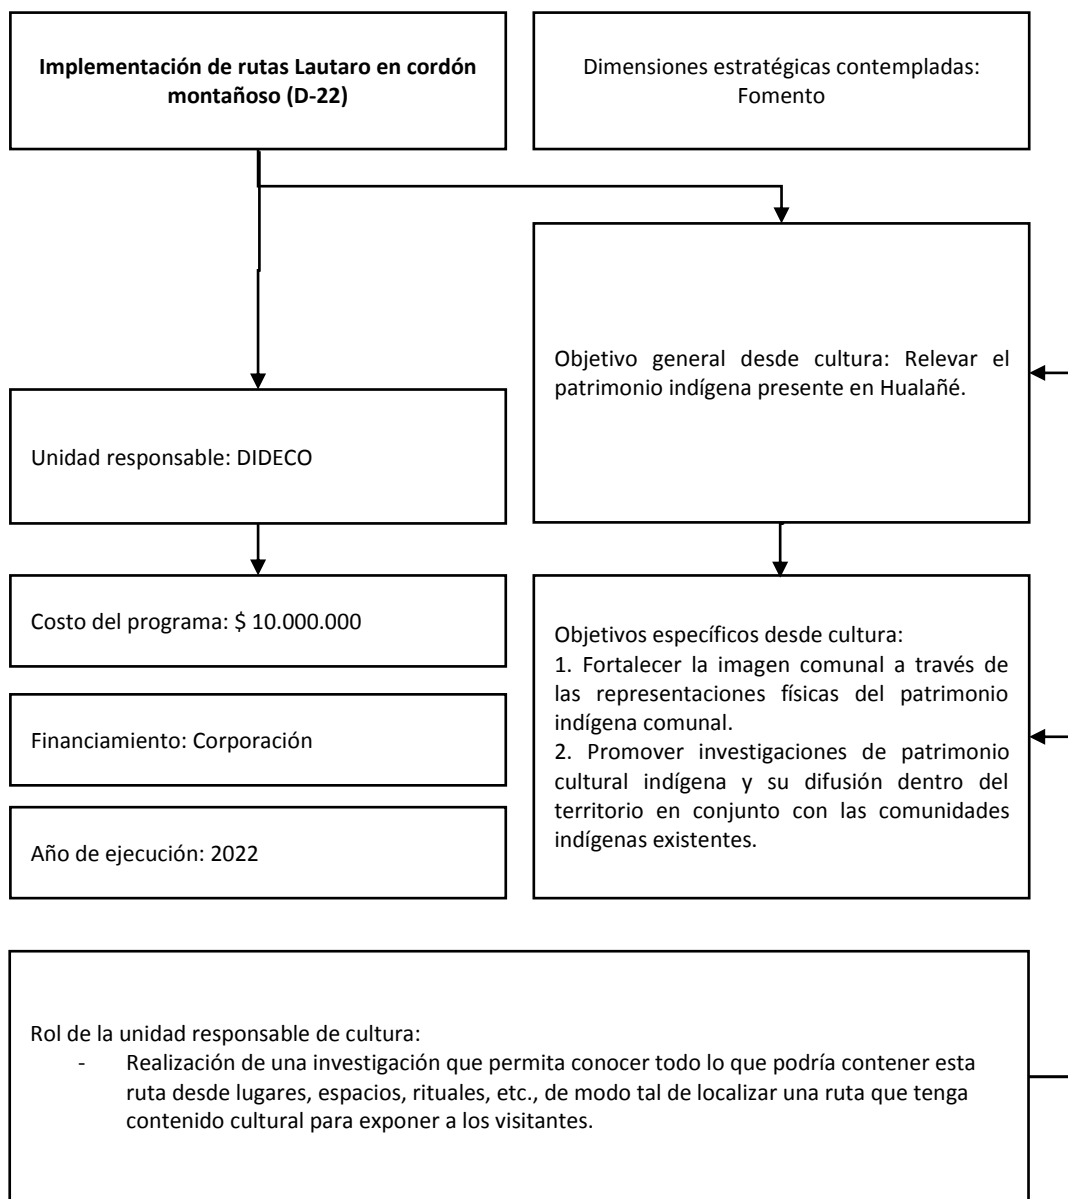 Implementación de rutas Lautaro en cordón
montañoso (D-22)
Dimensiones estratégicas contempladas:
Fomento
Objetivo general desde cultura: Relevar el
patrimonio indígena presente en Hualañé.
Unidad responsable: DIDECO
Costo del programa: $ 10.000.000
Financiamiento: Corporación
Año de ejecución: 2022
Objetivos específicos desde cultura:
1. Fortalecer la imagen comunal a través de
las representaciones físicas del patrimonio
indígena comunal.
2. Promover investigaciones de patrimonio
cultural indígena y su difusión dentro del
territorio en conjunto con las comunidades
indígenas existentes.
Rol de la unidad responsable de cultura:
- Realización de una investigación que permita conocer todo lo que podría contener esta
ruta desde lugares, espacios, rituales, etc., de modo tal de localizar una ruta que tenga
contenido cultural para exponer a los visitantes.